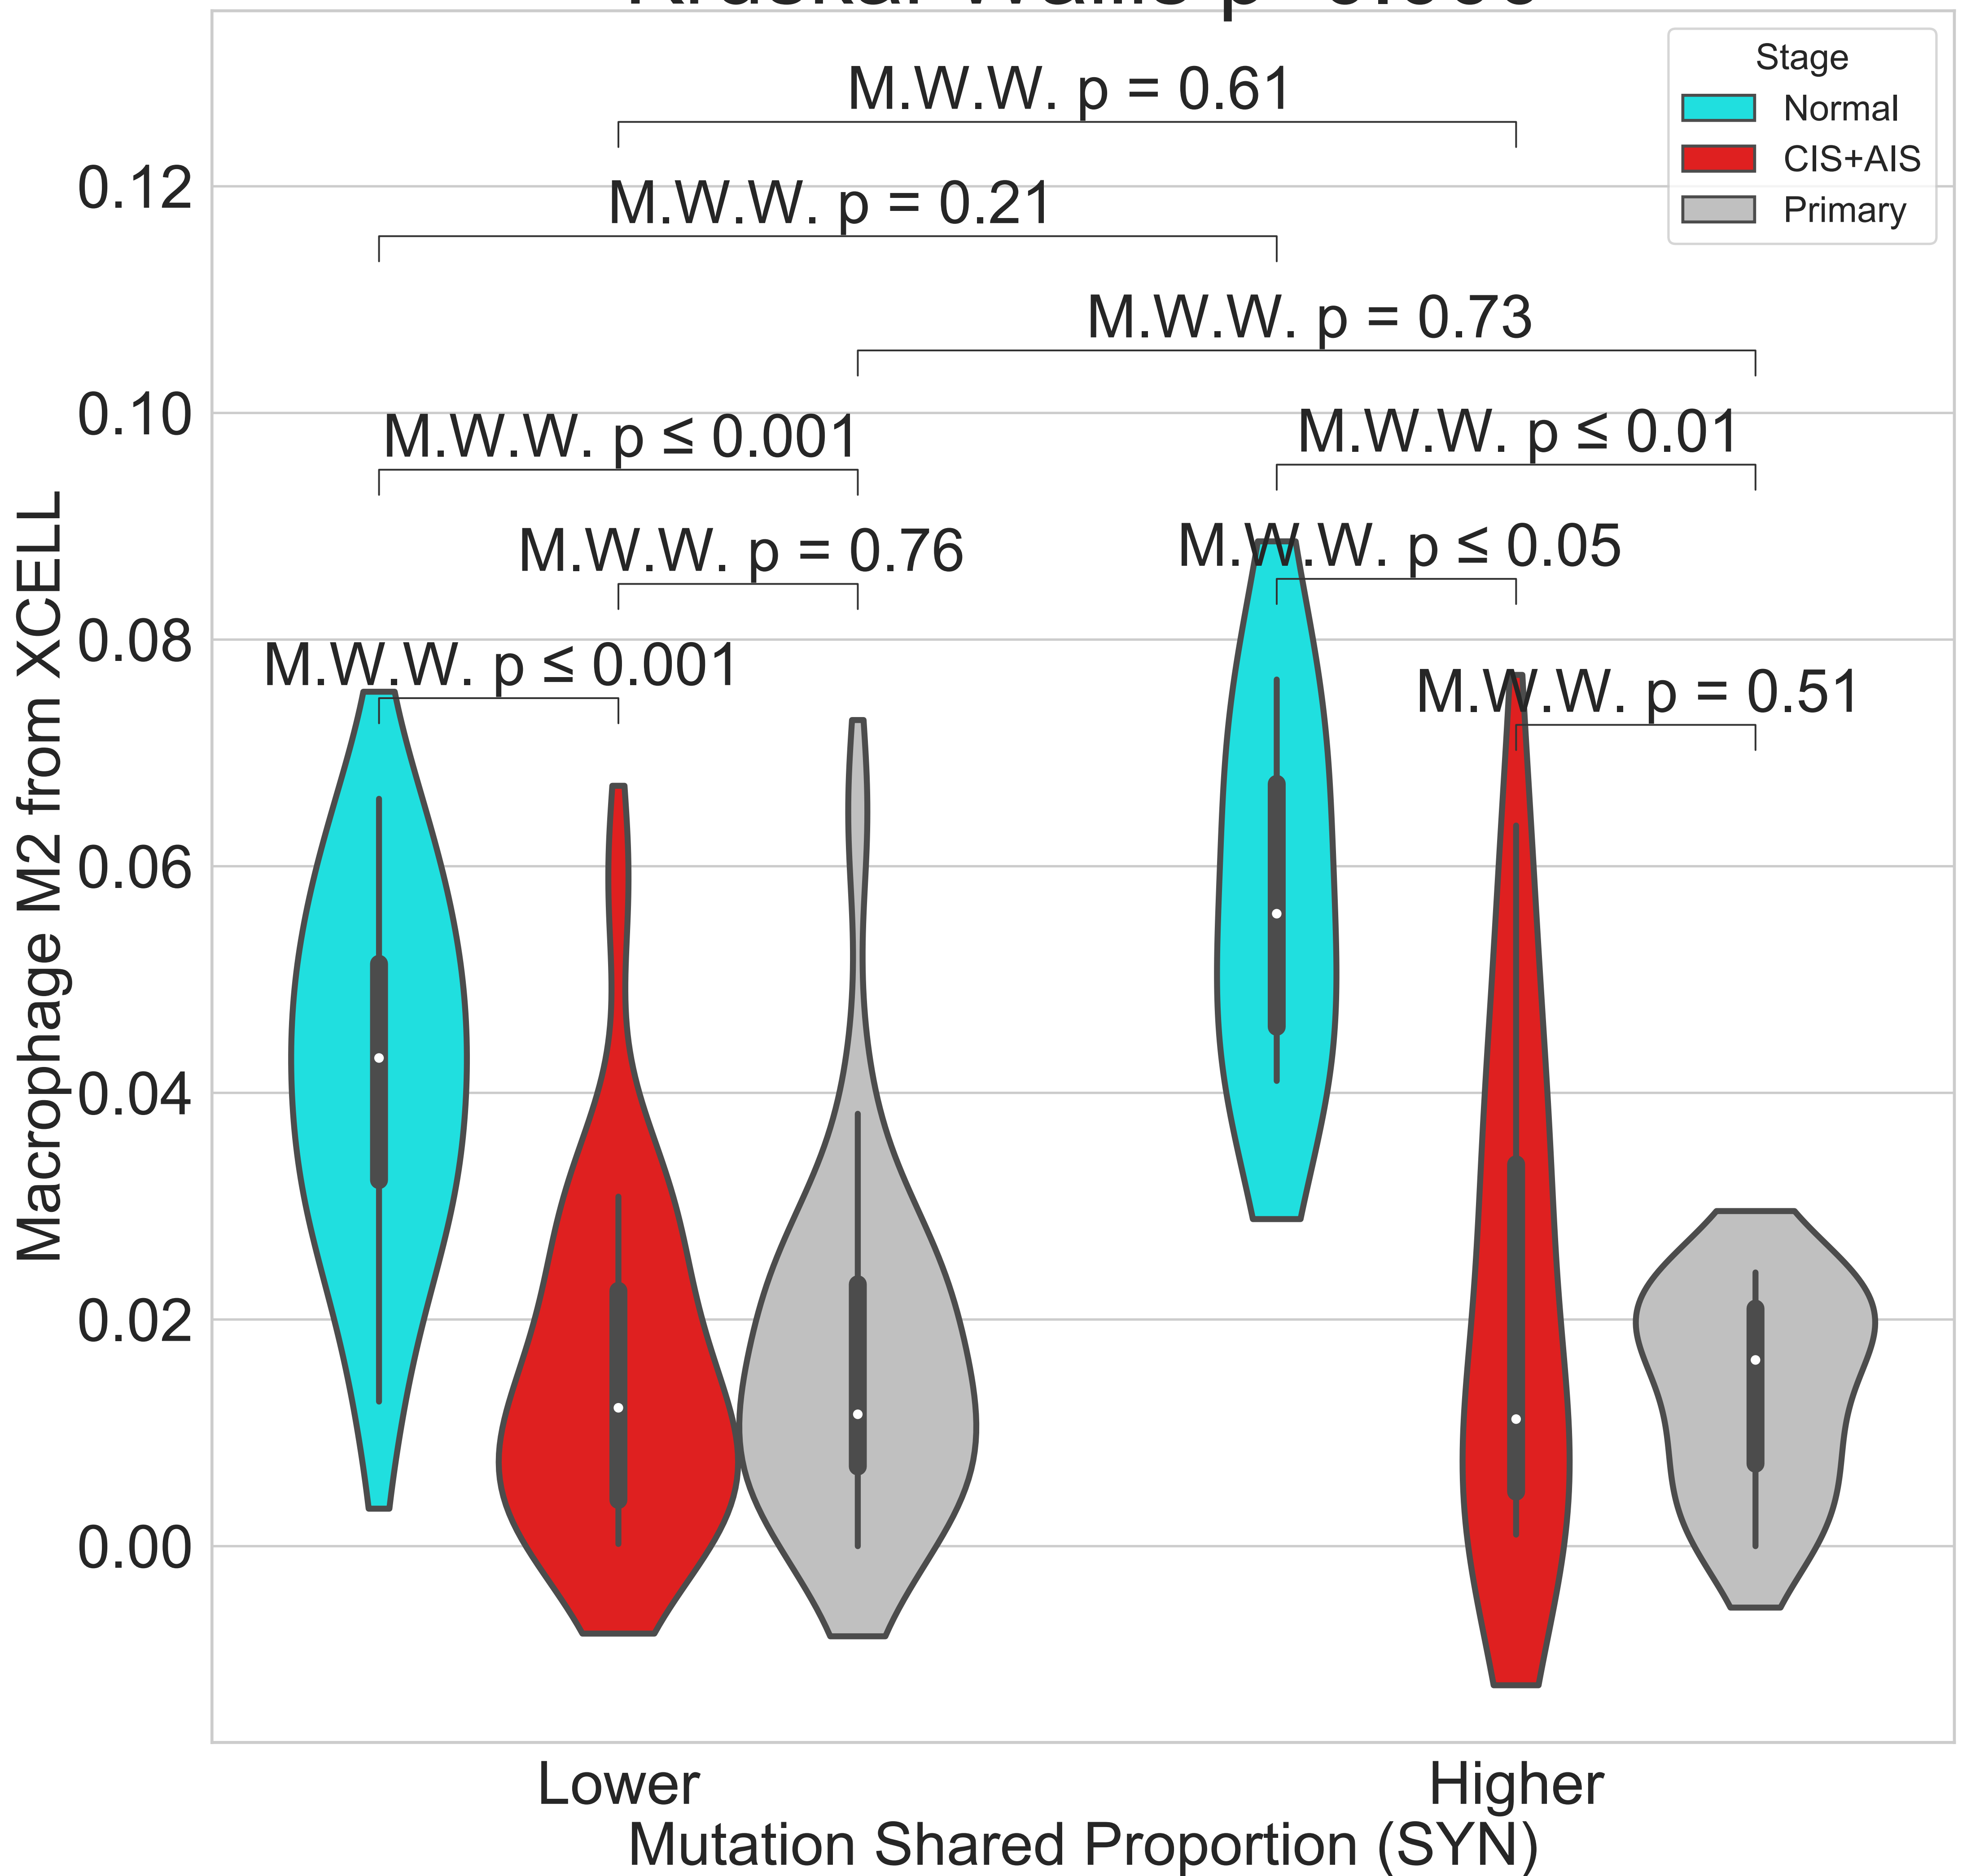 Stage
Normal
CIS+AIS
Primary
M.W.W. p = 0.61
M.W.W. p = 0.21
M.W.W. p = 0.73
M.W.W. p ≤ 0.001
M.W.W. p ≤ 0.01
M.W.W. p = 0.76
M.W.W. p ≤ 0.05
M.W.W. p ≤ 0.001
M.W.W. p = 0.51
0.12
0.10
0.08
0.06
0.04
0.02
0.00
Macrophage M2 from XCELL
Lower
Higher
Mutation Shared Proportion (SYN)